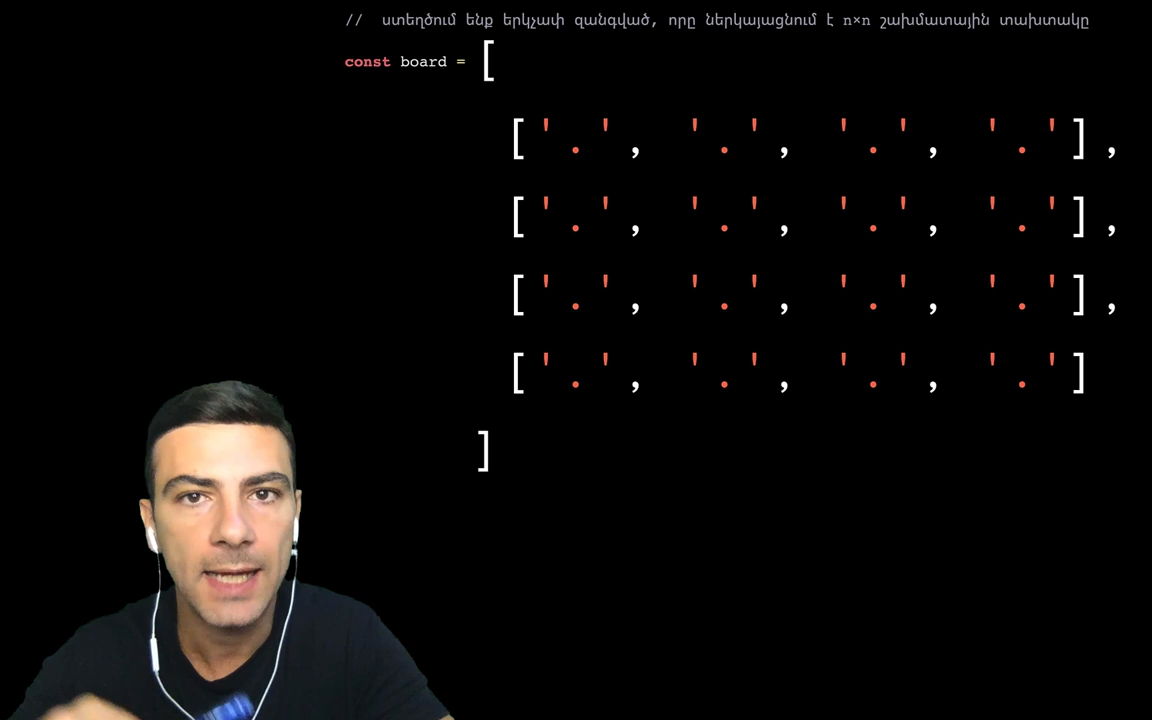 // ստեղծում ենք երկչափ զանգված, որը ներկայացնում է n×n շախմատային տախտակը
const board = [
['.', '.', '.', '.'],
['.', '.', '.', '.'],
['.', '.', '.', '.'],
['.', '.', '.', '.']
]